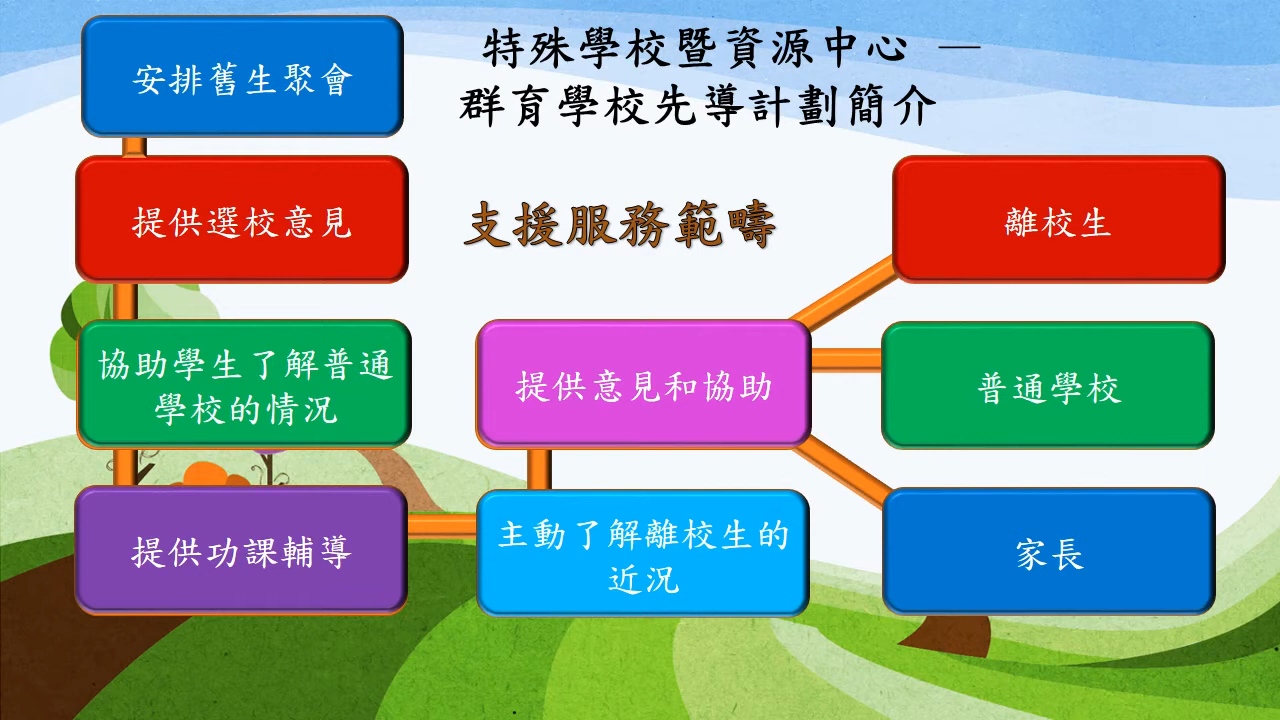 特殊學校暨資源中心 —
群育學校先導計劃簡介
支援服務範疇
安排舊生聚會
提供選校意見
協助學生了解普通
學校的情況
提供功課輔導
主動了解離校生的
近況
提供意見和協助
離校生
普通學校
家長